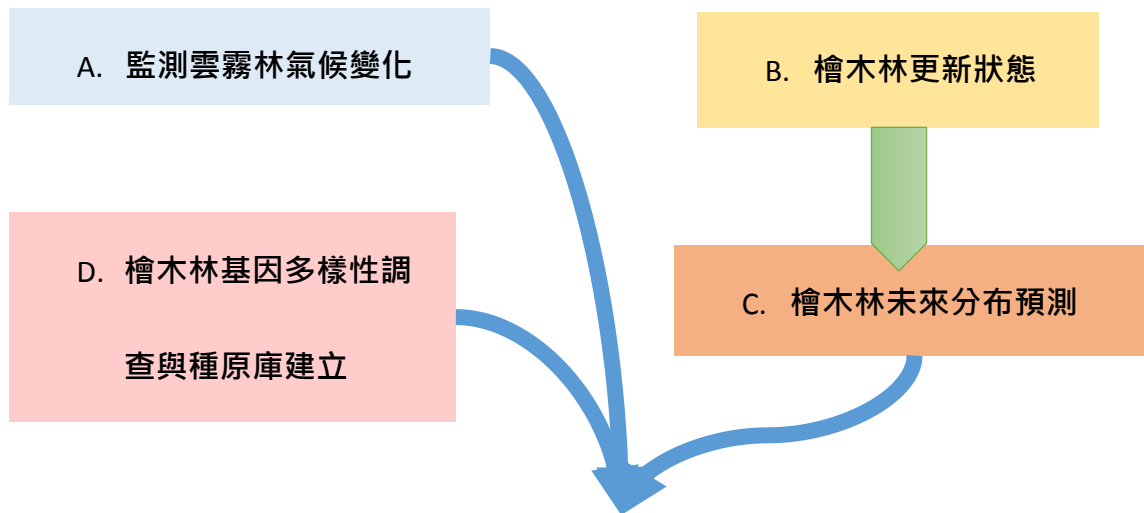 A. 監測雲霧林氣候變化
B. 檜木林更新狀態
D. 檜木林基因多樣性調
查與種原庫建立
C. 檜木林未來分布預測